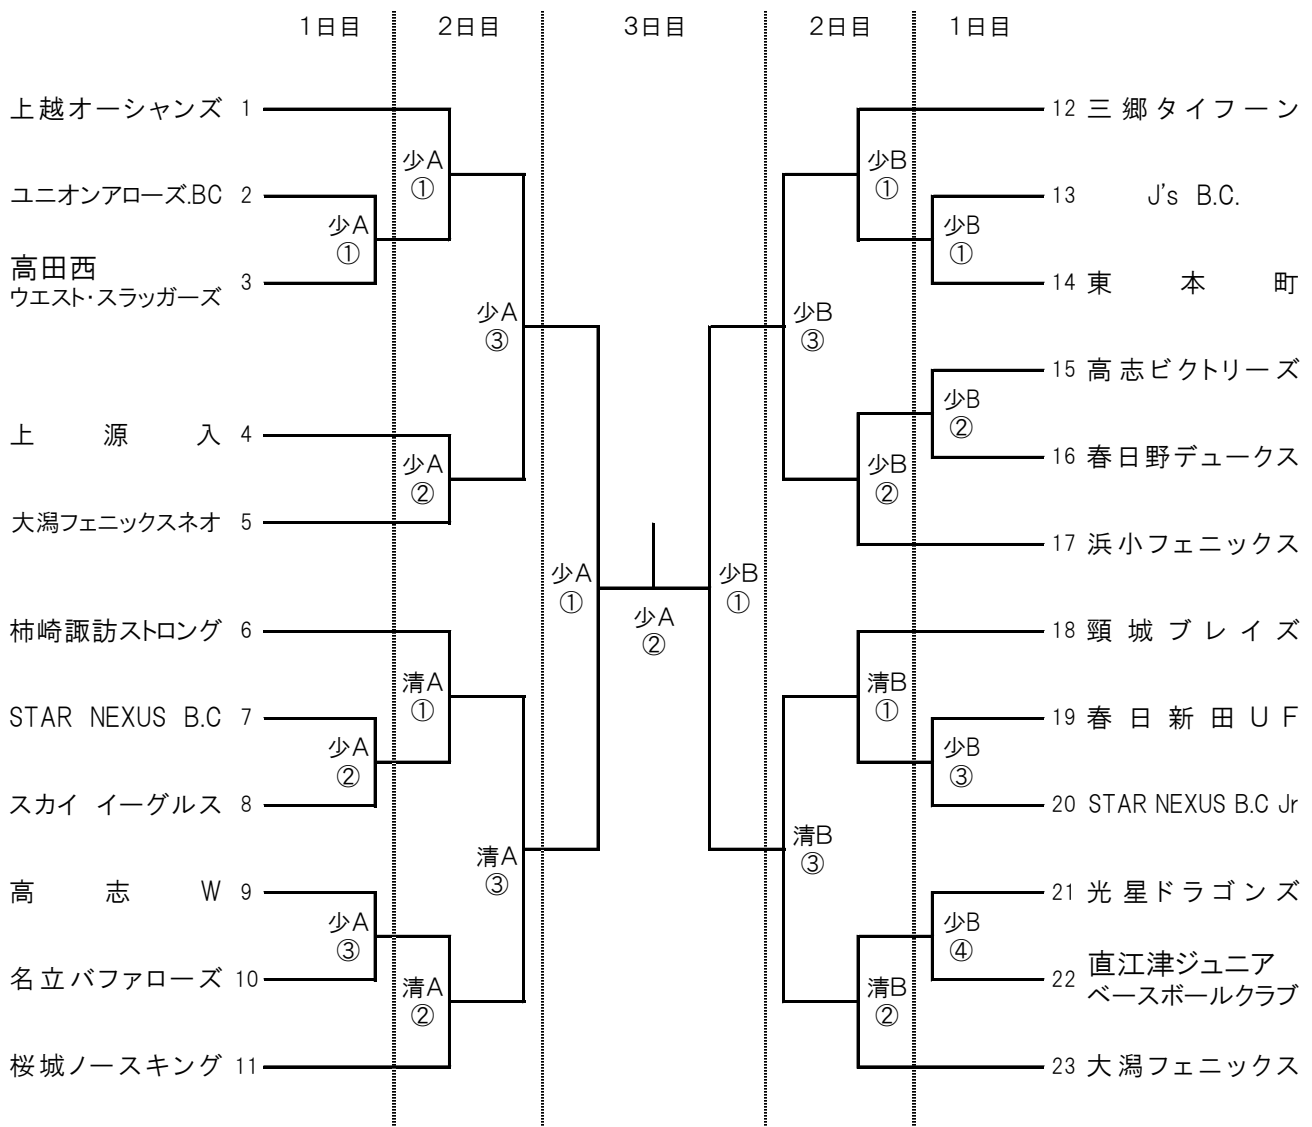 1日目 2日目 3日目 2日目 1日目
上越オーシャンズ 1
ユニオンアローズ.BC 2
高田西
ウエスト・スラッガーズ 3
上源入 4
大潟フェニックスネオ 5
柿崎諏訪ストロング 6
STAR NEXUS B.C 7
スカイ イーグルス 8
高志W 9
名立バファローズ 10
桜城ノースキング 11
少A
①
少A
②
少A
③
少A
①
少A
②
清A
①
清A
②
少A
③
清A
③
少A
①
少A
②
少B
①
少B
③
清B
③
少B
①
少B
②
清B
①
清B
②
少B
①
少B
②
少B
③
少B
④
12 三郷タイフーン
13 J's B.C.
14 東本町
15 高志ビクトリーズ
16 春日野デュークス
17 浜小フェニックス
18 頸城ブレイズ
19 春日新田UF
20 STAR NEXUS B.C Jr
21 光星ドラゴンズ
22 直江津ジュニア
ベースボールクラブ
23 大潟フェニックス